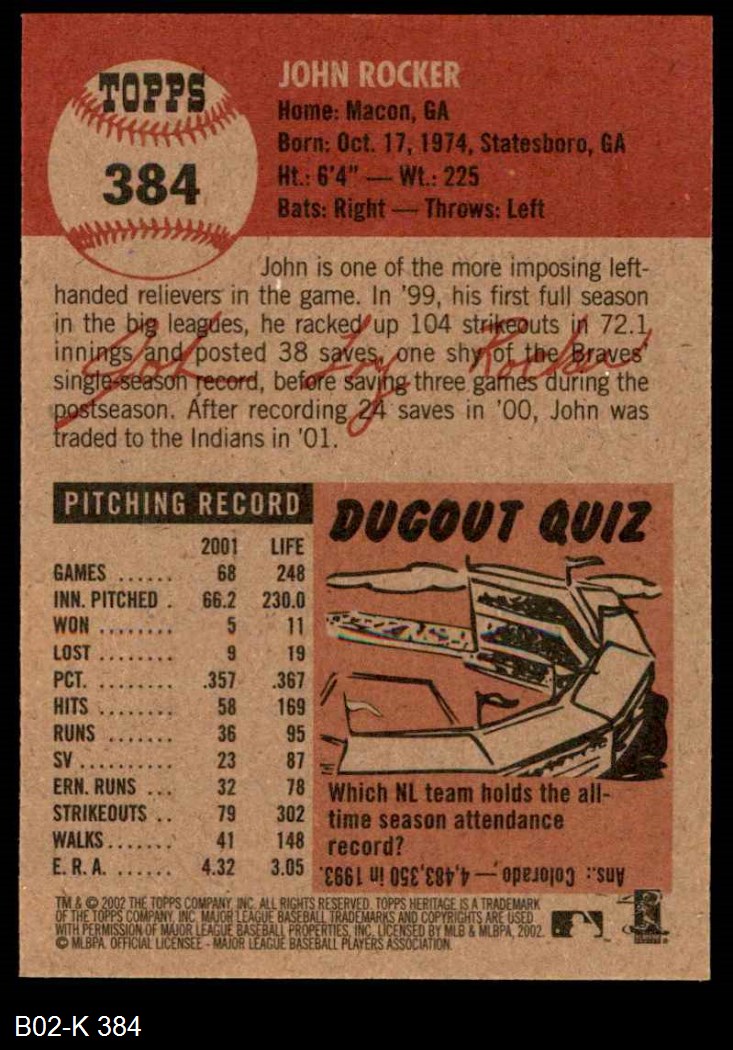 TOPPS
384
JOHN ROCKER
Home: Macon, GA
Born: Oct. 17, 1974, Statesboro, GA
Ht.: 6'4" — Wt.: 225
Bats: Right — Throws: Left
John is one of the more imposing left-
handed relievers in the game. In '99, his first full season
in the big leagues, he racked up 104 strikeouts in 72.1
innings and posted 38 saves, one shy of the Braves'
single-season record, before saving three games during the
postseason. After recording 24 saves in '00, John was
traded to the Indians in '01.
John Loy Rocker
PITCHING RECORD
2001 LIFE
GAMES ...... 68 248
INN. PITCHED . 66.2 230.0
WON ........ 5 11
LOST ........ 9 19
PCT. ........ .357 .367
HITS ........ 58 169
RUNS ....... 36 95
SV .......... 23 87
ERN. RUNS ... 32 78
STRIKEOUTS .. 79 302
WALKS....... 41 148
E. R. A. ...... 4.32 3.05
DUGOUT QUIZ
Which NL team holds the all-
time season attendance
record?
Ans.: Colorado — 4,483,350 in 1993.
TM & © 2002 THE TOPPS COMPANY, INC. ALL RIGHTS RESERVED. TOPPS HERITAGE IS A TRADEMARK
OF THE TOPPS COMPANY, INC. MAJOR LEAGUE BASEBALL TRADEMARKS AND COPYRIGHTS ARE USED
WITH PERMISSION OF MAJOR LEAGUE BASEBALL PROPERTIES, INC. LICENSED BY MLB & MLBPA, 2002.
© MLBPA. OFFICIAL LICENSEE - MAJOR LEAGUE BASEBALL PLAYERS ASSOCIATION.
B02-K 384